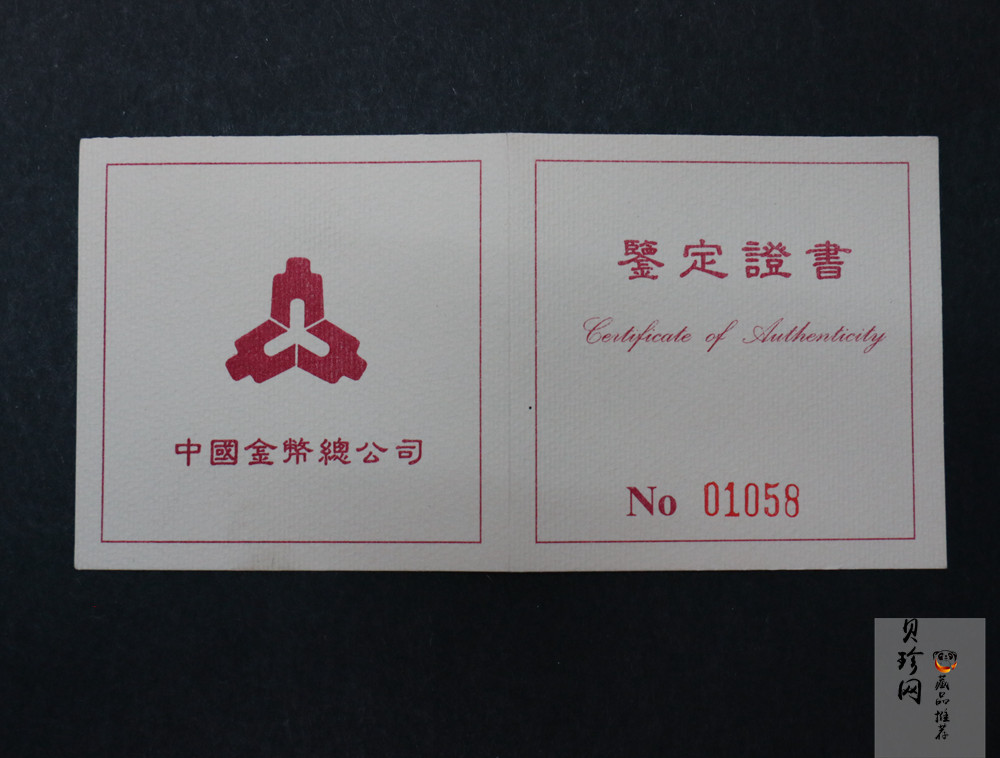 中國金幣總公司
鑒定證書
Certificate of Authenticity
No 01058
贝珍网
藏品推荐